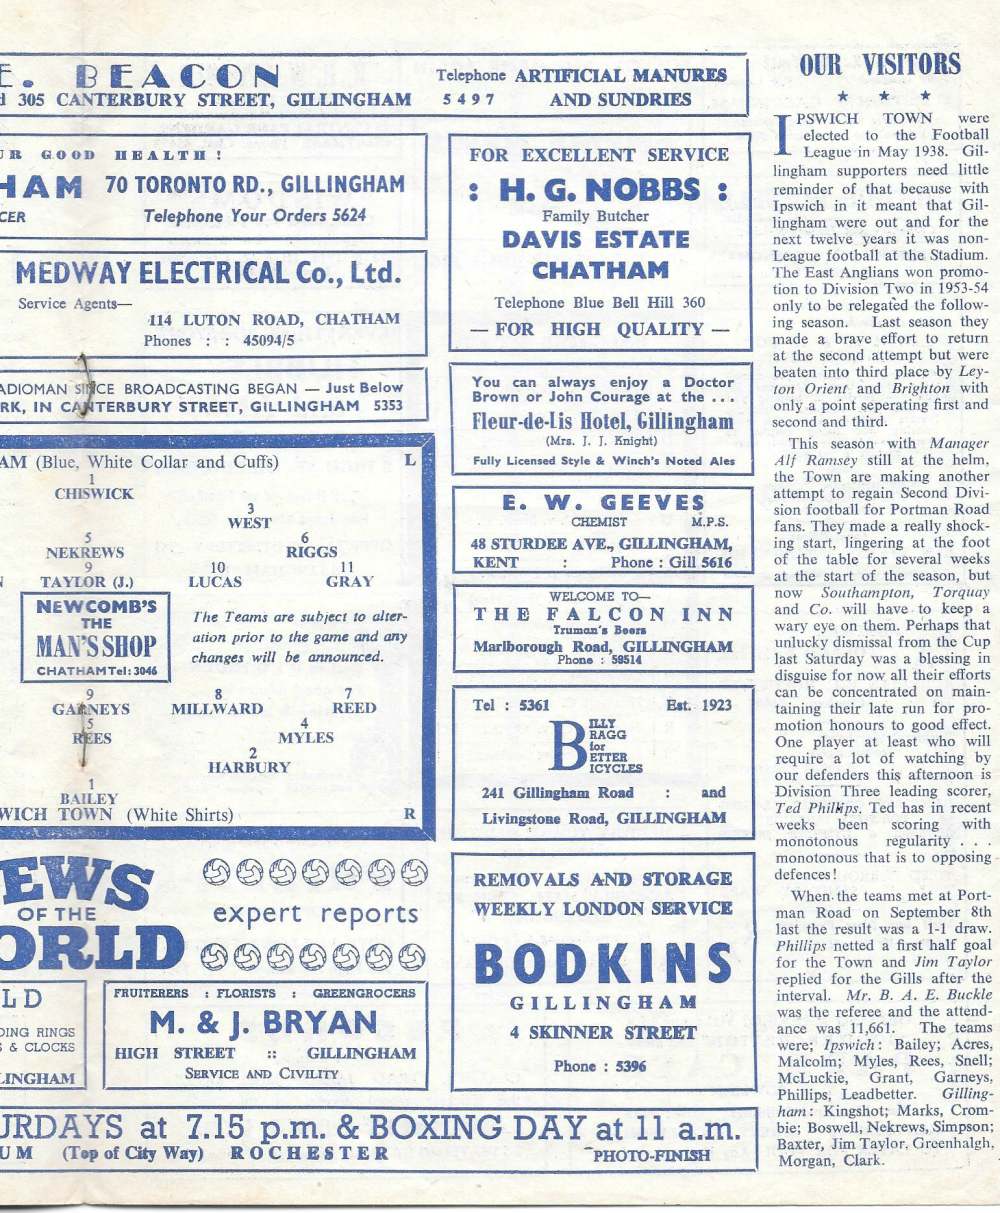 E. BEACON
305 CANTERBURY STREET, GILLINGHAM
Telephone ARTIFICIAL MANURES
5 4 9 7 AND SUNDRIES
UR GOOD HEALTH!
HAM 70 TORONTO RD., GILLINGHAM
CER Telephone Your Orders 5624
MEDWAY ELECTRICAL Co., Ltd.
Service Agents—
114 LUTON ROAD, CHATHAM
Phones : : 45094/5
ADIOMAN SINCE BROADCASTING BEGAN — Just Below
RK, IN CANTERBURY STREET, GILLINGHAM 5353
AM (Blue, White Collar and Cuffs) L
1
CHISWICK
3
WEST
5 6
NEKREWS RIGGS
9 10 11
TAYLOR (J.) LUCAS GRAY
NEWCOMB'S
THE
MAN'S SHOP
CHATHAM Tel: 3046
The Teams are subject to alter-
ation prior to the game and any
changes will be announced.
9 8 7
GARNEYS MILLWARD REED
5 4
REES MYLES
2
HARBURY
1
BAILEY
WICH TOWN (White Shirts) R
NEWS
OF THE
ORLD
expert reports
L D
DING RINGS
S & CLOCKS
LINGHAM
FRUITERERS : FLORISTS : GREENGROCERS
M. & J. BRYAN
HIGH STREET :: GILLINGHAM
SERVICE AND CIVILITY
FOR EXCELLENT SERVICE
: H. G. NOBBS :
Family Butcher
DAVIS ESTATE
CHATHAM
Telephone Blue Bell Hill 360
— FOR HIGH QUALITY —
You can always enjoy a Doctor
Brown or John Courage at the . . .
Fleur-de-Lis Hotel, Gillingham
(Mrs. J. J. Knight)
Fully Licensed Style & Winch's Noted Ales
E. W. GEEVES
CHEMIST M.P.S.
48 STURDEE AVE., GILLINGHAM,
KENT : Phone : Gill 5616
WELCOME TO—
THE FALCON INN
Truman's Beers
Marlborough Road, GILLINGHAM
Phone : 59514
Tel : 5361 Est. 1923
BILLY
RAGG
for
BETTER
BICYCLES
241 Gillingham Road : and
Livingstone Road, GILLINGHAM
REMOVALS AND STORAGE
WEEKLY LONDON SERVICE
BODKINS
GILLINGHAM
4 SKINNER STREET
Phone : 5396
URDAYS at 7.15 p.m. & BOXING DAY at 11 a.m.
UM (Top of City Way) ROCHESTER PHOTO-FINISH
OUR VISITORS
★ ★ ★
IPSWICH TOWN were
elected to the Football
League in May 1938. Gil-
lingham supporters need little
reminder of that because with
Ipswich in it meant that Gil-
lingham were out and for the
next twelve years it was non-
League football at the Stadium.
The East Anglians won promo-
tion to Division Two in 1953-54
only to be relegated the follow-
ing season. Last season they
made a brave effort to return
at the second attempt but were
beaten into third place by Ley-
ton Orient and Brighton with
only a point seperating first and
second and third.
This season with Manager
Alf Ramsey still at the helm,
the Town are making another
attempt to regain Second Divi-
sion football for Portman Road
fans. They made a really shock-
ing start, lingering at the foot
of the table for several weeks
at the start of the season, but
now Southampton, Torquay
and Co. will have to keep a
wary eye on them. Perhaps that
unlucky dismissal from the Cup
last Saturday was a blessing in
disguise for now all their efforts
can be concentrated on main-
taining their late run for pro-
motion honours to good effect.
One player at least who will
require a lot of watching by
our defenders this afternoon is
Division Three leading scorer,
Ted Phillips. Ted has in recent
weeks been scoring with
monotonous regularity . . .
monotonous that is to opposing
defences!
When the teams met at Port-
man Road on September 8th
last the result was a 1-1 draw.
Phillips netted a first half goal
for the Town and Jim Taylor
replied for the Gills after the
interval. Mr. B. A. E. Buckle
was the referee and the attend-
ance was 11,661. The teams
were; Ipswich: Bailey; Acres,
Malcolm; Myles, Rees, Snell;
McLuckie, Grant, Garneys,
Phillips, Leadbetter. Gilling-
ham: Kingshot; Marks, Crom-
bie; Boswell, Nekrews, Simpson;
Baxter, Jim Taylor, Greenhalgh,
Morgan, Clark.